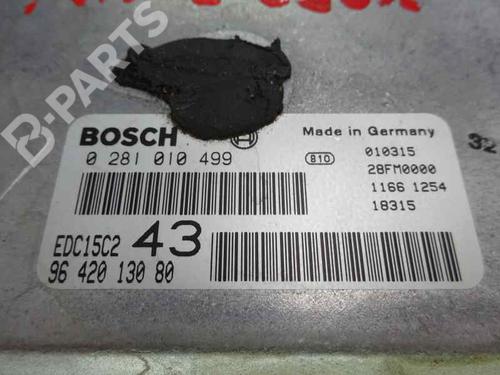 B-PARTS
BOSCH
Made in Germany
0 281 010 499
810
010315
28FM0000
1166 1254
18315
EDC15C2 43
96 420 130 80
32